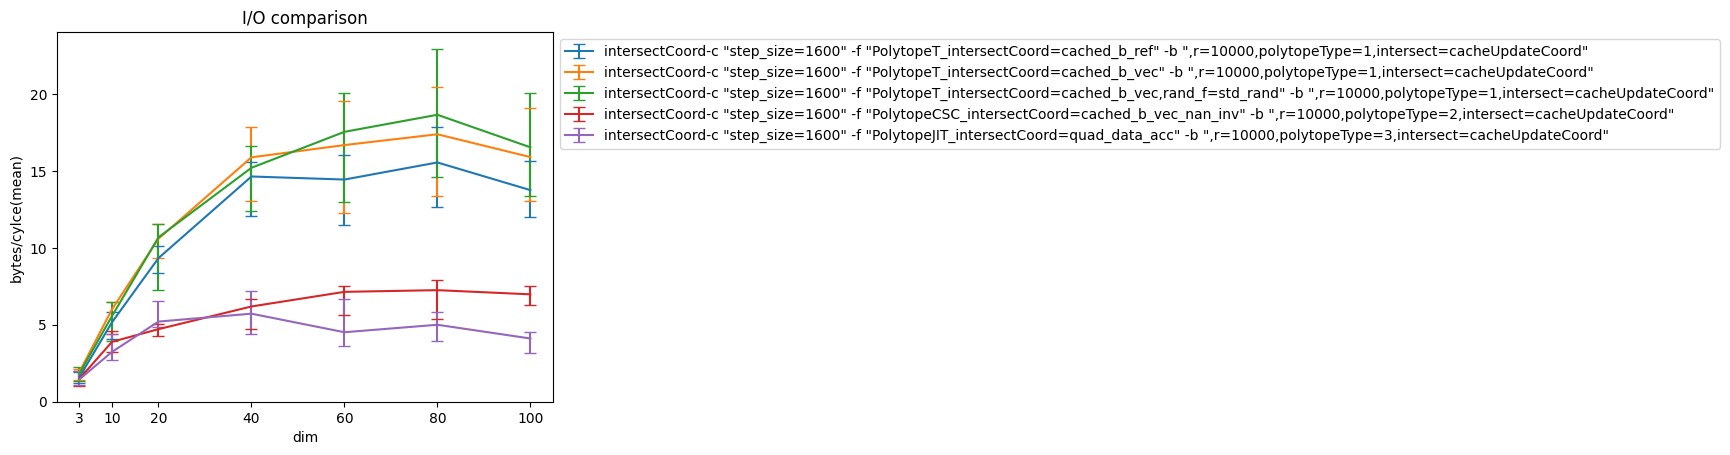 I/O comparison
bytes/cylce(mean)
20
15
10
5
0
3 10 20 40 60 80 100
dim
intersectCoord-c "step_size=1600" -f "PolytopeT_intersectCoord=cached_b_ref" -b ",r=10000,polytopeType=1,intersect=cacheUpdateCoord"
intersectCoord-c "step_size=1600" -f "PolytopeT_intersectCoord=cached_b_vec" -b ",r=10000,polytopeType=1,intersect=cacheUpdateCoord"
intersectCoord-c "step_size=1600" -f "PolytopeT_intersectCoord=cached_b_vec,rand_f=std_rand" -b ",r=10000,polytopeType=1,intersect=cacheUpdateCoord"
intersectCoord-c "step_size=1600" -f "PolytopeCSC_intersectCoord=cached_b_vec_nan_inv" -b ",r=10000,polytopeType=2,intersect=cacheUpdateCoord"
intersectCoord-c "step_size=1600" -f "PolytopeJIT_intersectCoord=quad_data_acc" -b ",r=10000,polytopeType=3,intersect=cacheUpdateCoord"